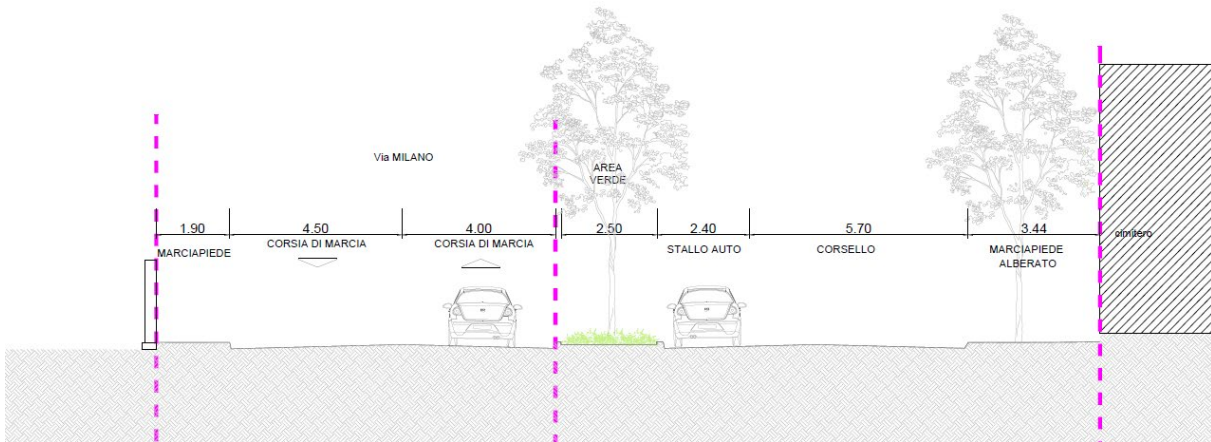 Via MILANO
AREA
VERDE
1.90
4.50
4.00
2.50
2.40
5.70
3.44
MARCIAPIEDE
CORSIA DI MARCIA
CORSIA DI MARCIA
STALLO AUTO
CORSELLO
MARCIAPIEDE
ALBERATO
cimitero